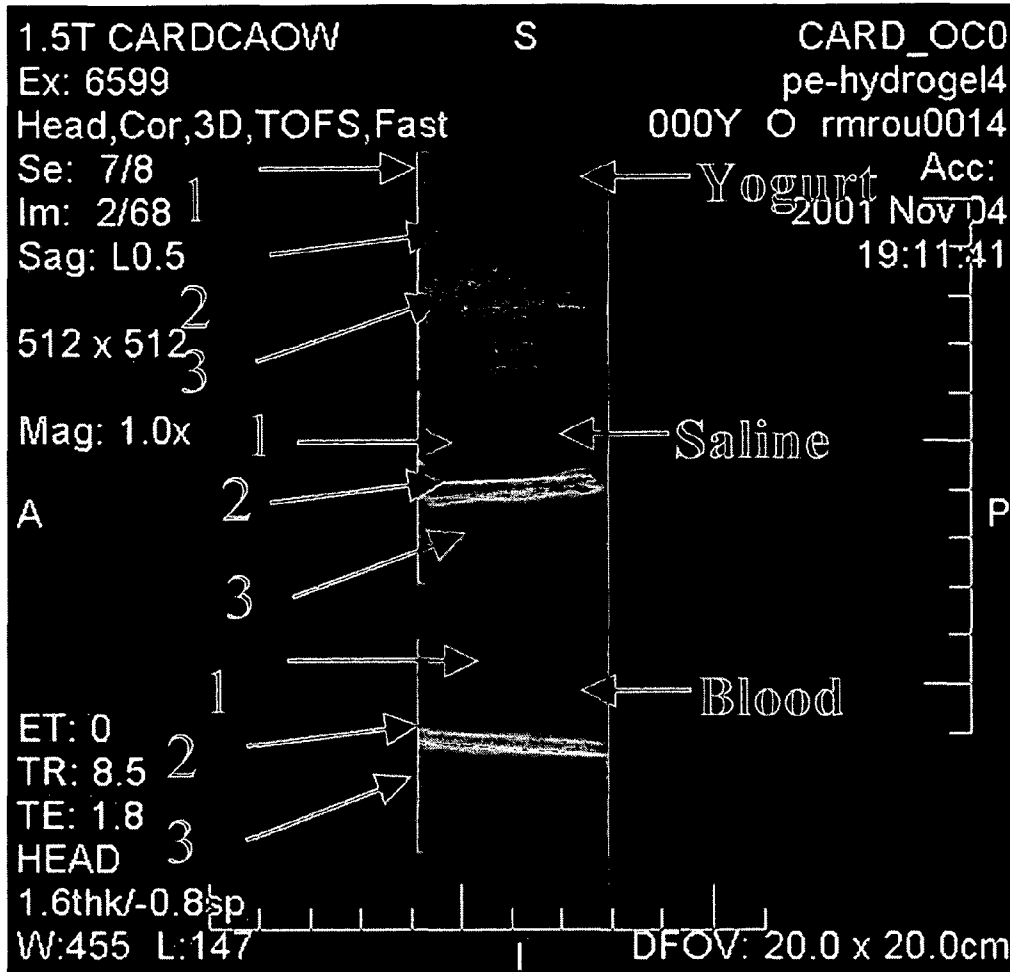 1.5T CARDCAOW
S
CARD_OC0
Ex: 6599
pe-hydrogel4
Head,Cor,3D,TOFS,Fast
000Y O rmrou0014
Se: 7/8
Yogurt
Acc:
1
Im: 2/68
2001 Nov 04
Sag: L0.5
19:11:41
2
512 x 512
3
Mag: 1.0x
1
Saline
2
A
P
3
1
Blood
ET: 0
2
TR: 8.5
TE: 1.8
3
HEAD
1.6thk/-0.8sp
W:455 L:147
I
DFOV: 20.0 x 20.0cm